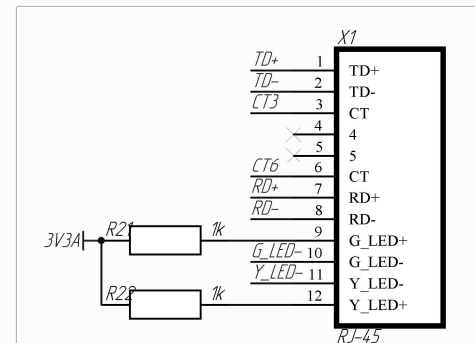 X1
TD+ 1 TD+
TD- 2 TD-
CT3 3 CT
4 4
5 5
CT6 6 CT
RD+ 7 RD+
RD- 8 RD-
R21 1k 9 G_LED+
3V3A
G_LED- 10 G_LED-
Y_LED- 11 Y_LED-
R22 1k 12 Y_LED+
RJ-45